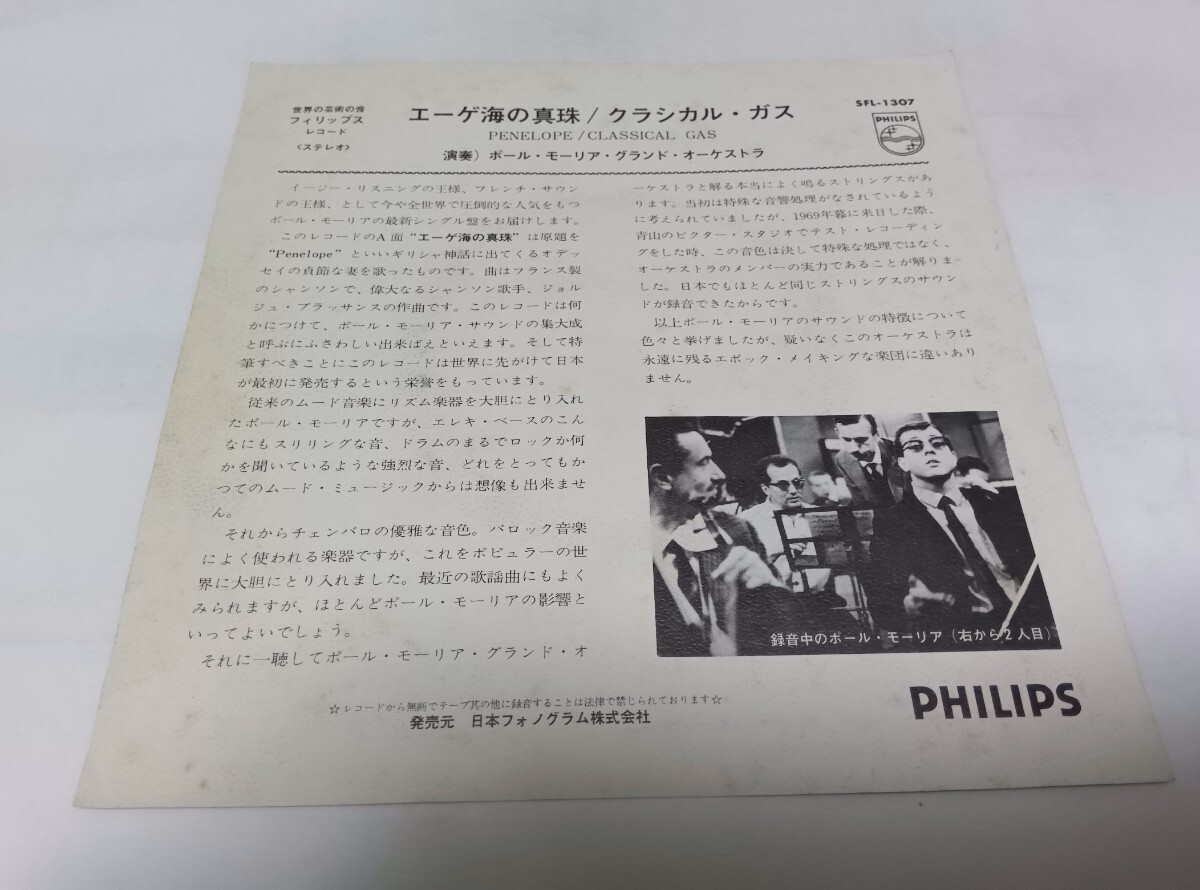 世界の芸術の音
フィリップス
レコード
〈ステレオ〉
エーゲ海の真珠/クラシカル・ガス
PENELOPE/CLASSICAL GAS
演奏）ポール・モーリア・グランド・オーケストラ
SFL-1307
PHILIPS
イージー・リスニングの王様、フレンチ・サウン
ドの王様、として今や全世界で圧倒的な人気をもつ
ポール・モーリアの最新シングル盤をお届けします。
このレコードのA面“エーゲ海の真珠”は原題を
“Penelope”といいギリシャ神話に出てくるオデッ
セイの貞節な妻を歌ったものです。曲はフランス製
のシャンソンで、偉大なるシャンソン歌手、ジョル
ジュ・ブラッサンスの作曲です。このレコードは何
かにつけて、ポール・モーリア・サウンドの集大成
と呼ぶにふさわしい出来ばえといえます。そして特
筆すべきことにこのレコードは世界に先がけて日本
が最初に発売するという栄誉をもっています。
従来のムード音楽にリズム楽器を大胆にとり入れ
たポール・モーリアですが、エレキ・ベースのこん
なにもスリリングな音、ドラムのまるでロックか何
かを聞いているような強烈な音、どれをとってもか
つてのムード・ミュージックからは想像も出来ませ
ん。
それからチェンバロの優雅な音色。バロック音楽
によく使われる楽器ですが、これをポピュラーの世
界に大胆にとり入れました。最近の歌謡曲にもよく
みられますが、ほとんどポール・モーリアの影響と
いってよいでしょう。
それに一聴してポール・モーリア・グランド・オ
ーケストラと解る本当によく鳴るストリングスがあ
ります。当初は特殊な音響処理がなされているよう
に考えられていましたが、1969年暮に来日した際、
青山のビクター・スタジオでテスト・レコーディン
グをした時、この音色は決して特殊な処理ではなく、
オーケストラのメンバーの実力であることが解りま
した。日本でもほとんど同じストリングスのサウン
ドが録音できたからです。
以上ポール・モーリアのサウンドの特徴について
色々と挙げましたが、疑いなくこのオーケストラは
永遠に残るエポック・メイキングな楽団に違いあり
ません。
録音中のポール・モーリア（右から2人目）
☆レコードから無断でテープ其の他に録音することは法律で禁じられております☆
発売元　日本フォノグラム株式会社
PHILIPS